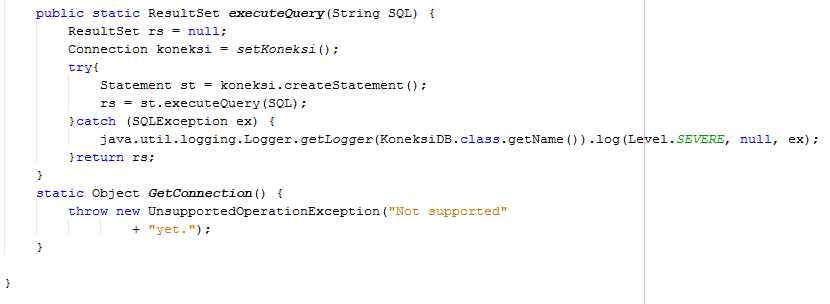 public static ResultSet executeQuery(String SQL) {
ResultSet rs = null;
Connection koneksi = setKoneksi();
try{
Statement st = koneksi.createStatement();
rs = st.executeQuery(SQL);
}catch (SQLException ex) {
java.util.logging.Logger.getLogger(KoneksiDB.class.getName()).log(Level.SEVERE, null, ex);
}return rs;
}
static Object GetConnection() {
throw new UnsupportedOperationException("Not supported"
+ "yet.");
}
}